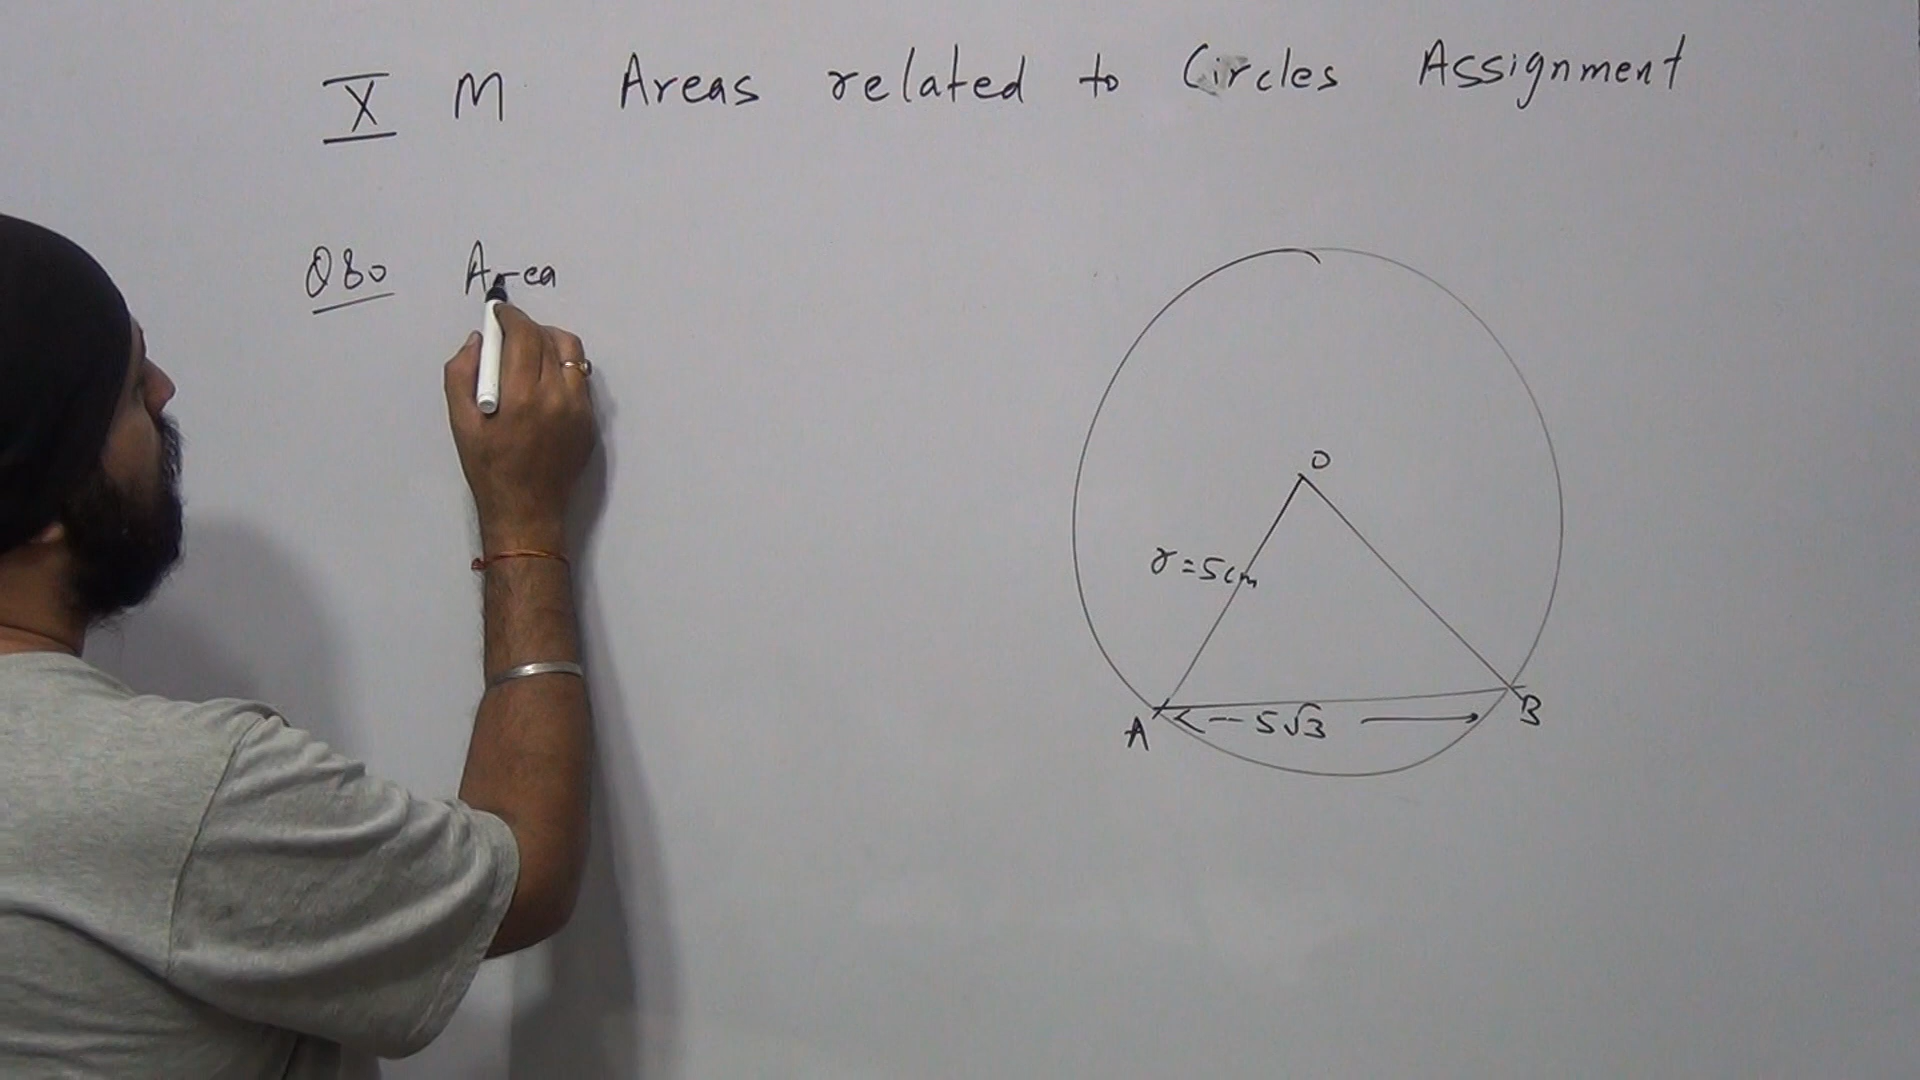 X M Areas related to Circles Assignment
Q80 Area
O
r=5cm
A <-- 5√3 → B